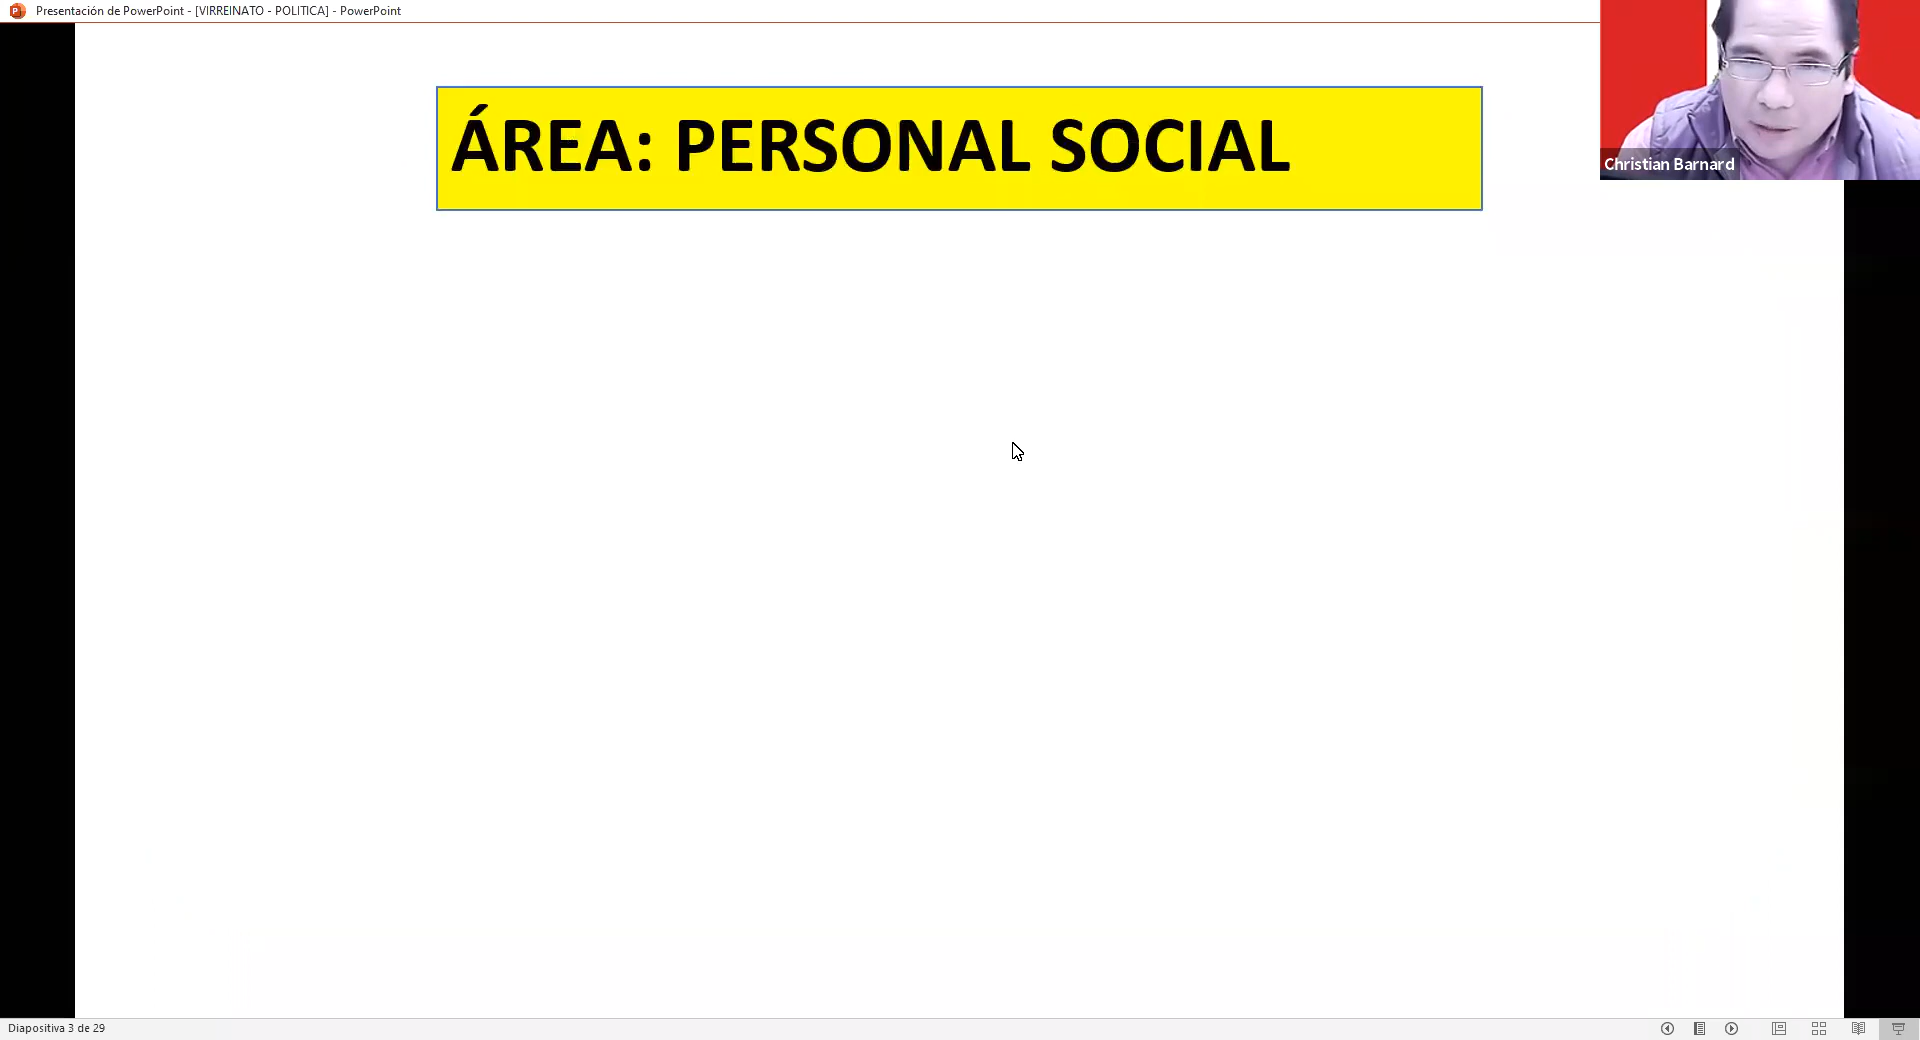 Presentación de PowerPoint - [VIRREINATO - POLITICA] - PowerPoint
ÁREA: PERSONAL SOCIAL
Christian Barnard
Diapositiva 3 de 29